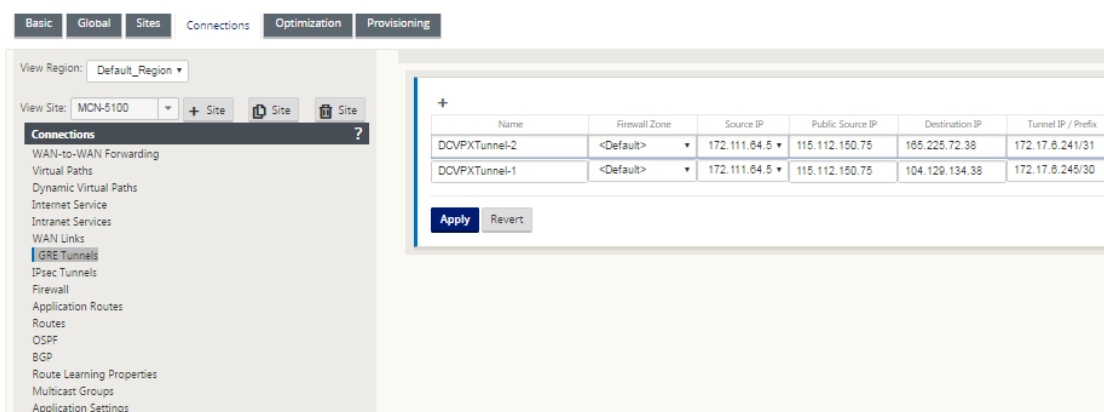 Basic Global Sites Connections Optimization Provisioning
View Region: Default_Region
View Site: MCN-5100 + Site Site Site
Connections ?
WAN-to-WAN Forwarding
Virtual Paths
Dynamic Virtual Paths
Internet Service
Intranet Services
WAN Links
GRE Tunnels
IPsec Tunnels
Firewall
Application Routes
Routes
OSPF
BGP
Route Learning Properties
Multicast Groups
Application Settings
+
Name Firewall Zone Source IP Public Source IP Destination IP Tunnel IP / Prefix
DCVPXTunnel-2 <Default> 172.111.64.5 115.112.150.75 165.225.72.38 172.17.6.241/31
DCVPXTunnel-1 <Default> 172.111.64.5 115.112.150.75 104.129.134.38 172.17.6.245/30
Apply Revert